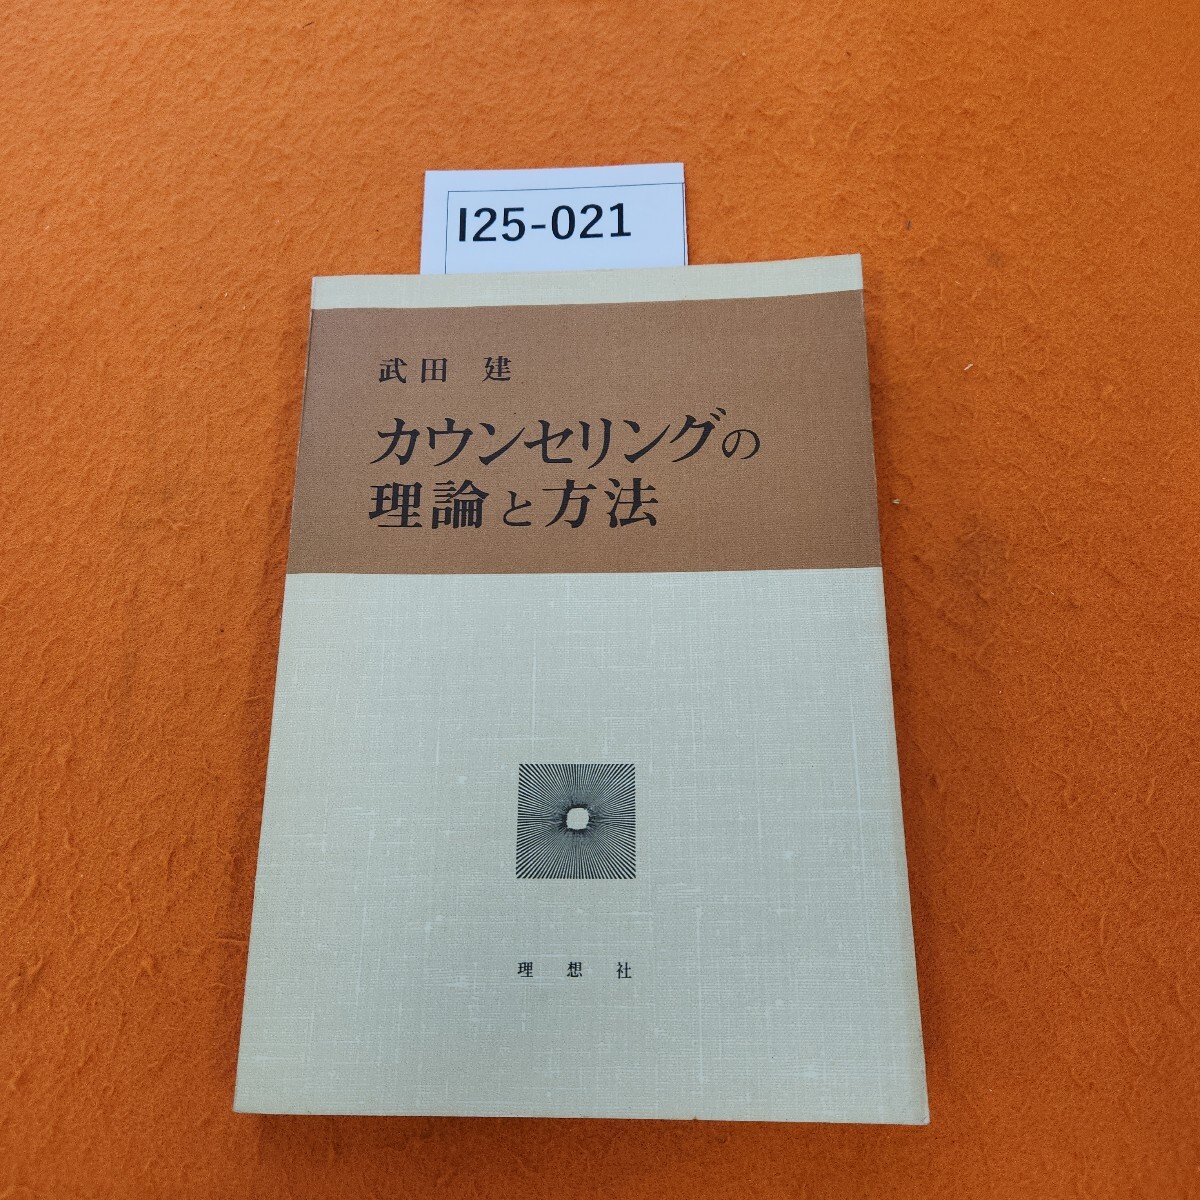 I25-021
武田 建
カウンセリングの
理論と方法
理想社